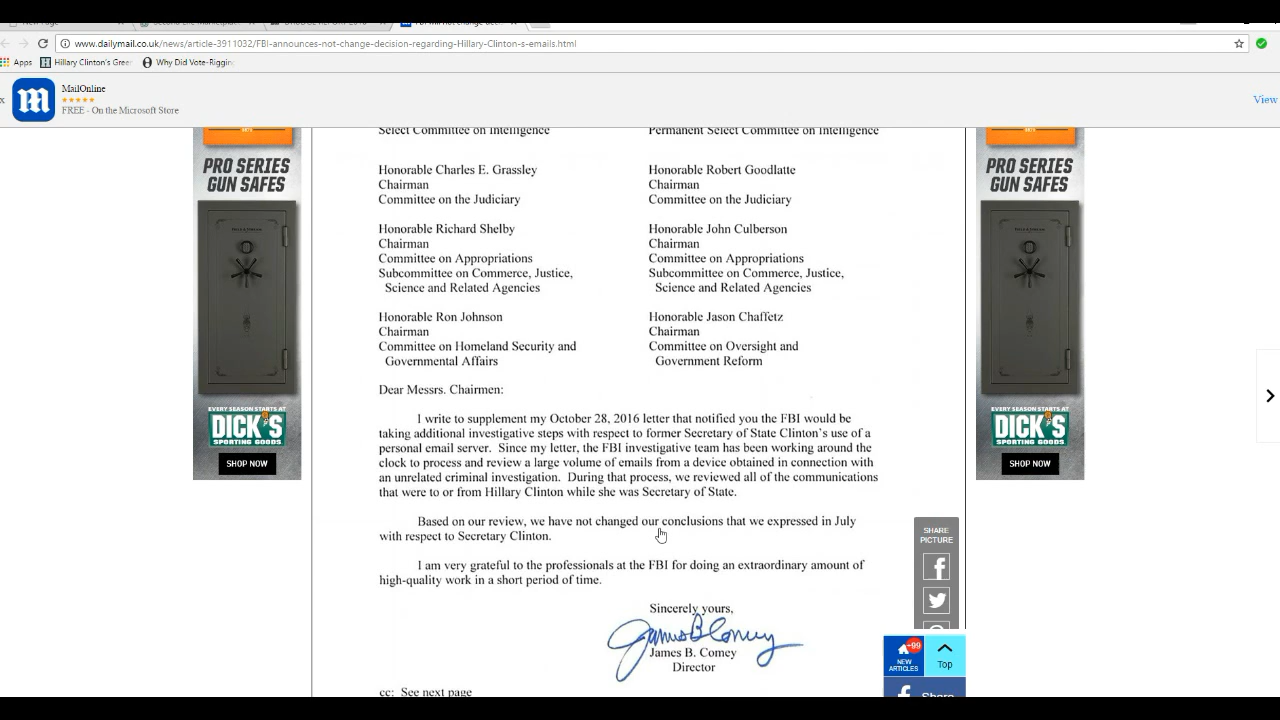 New Page
FBI will not change dec...
www.dailymail.co.uk/news/article-3911032/FBI-announces-not-change-decision-regarding-Hillary-Clinton-s-emails.html
Apps Hillary Clinton's Green Why Did Vote-Rigging
x
MailOnline
★★★★★
FREE - On the Microsoft Store
View
Select Committee on Intelligence Permanent Select Committee on Intelligence
Honorable Charles E. Grassley
Chairman
Committee on the Judiciary
Honorable Robert Goodlatte
Chairman
Committee on the Judiciary
Honorable Richard Shelby
Chairman
Committee on Appropriations
Subcommittee on Commerce, Justice,
Science and Related Agencies
Honorable John Culberson
Chairman
Committee on Appropriations
Subcommittee on Commerce, Justice,
Science and Related Agencies
Honorable Ron Johnson
Chairman
Committee on Homeland Security and
Governmental Affairs
Honorable Jason Chaffetz
Chairman
Committee on Oversight and
Government Reform
Dear Messrs. Chairmen:
I write to supplement my October 28, 2016 letter that notified you the FBI would be
taking additional investigative steps with respect to former Secretary of State Clinton's use of a
personal email server. Since my letter, the FBI investigative team has been working around the
clock to process and review a large volume of emails from a device obtained in connection with
an unrelated criminal investigation. During that process, we reviewed all of the communications
that were to or from Hillary Clinton while she was Secretary of State.
Based on our review, we have not changed our conclusions that we expressed in July
with respect to Secretary Clinton.
I am very grateful to the professionals at the FBI for doing an extraordinary amount of
high-quality work in a short period of time.
Sincerely yours,
James B Comey
James B. Comey
Director
cc: See next page
PRO SERIES
GUN SAFES
EVERY SEASON STARTS AT
DICK'S
SPORTING GOODS
SHOP NOW
PRO SERIES
GUN SAFES
EVERY SEASON STARTS AT
DICK'S
SPORTING GOODS
SHOP NOW
SHARE
PICTURE
+99
NEW
ARTICLES
Top
Share